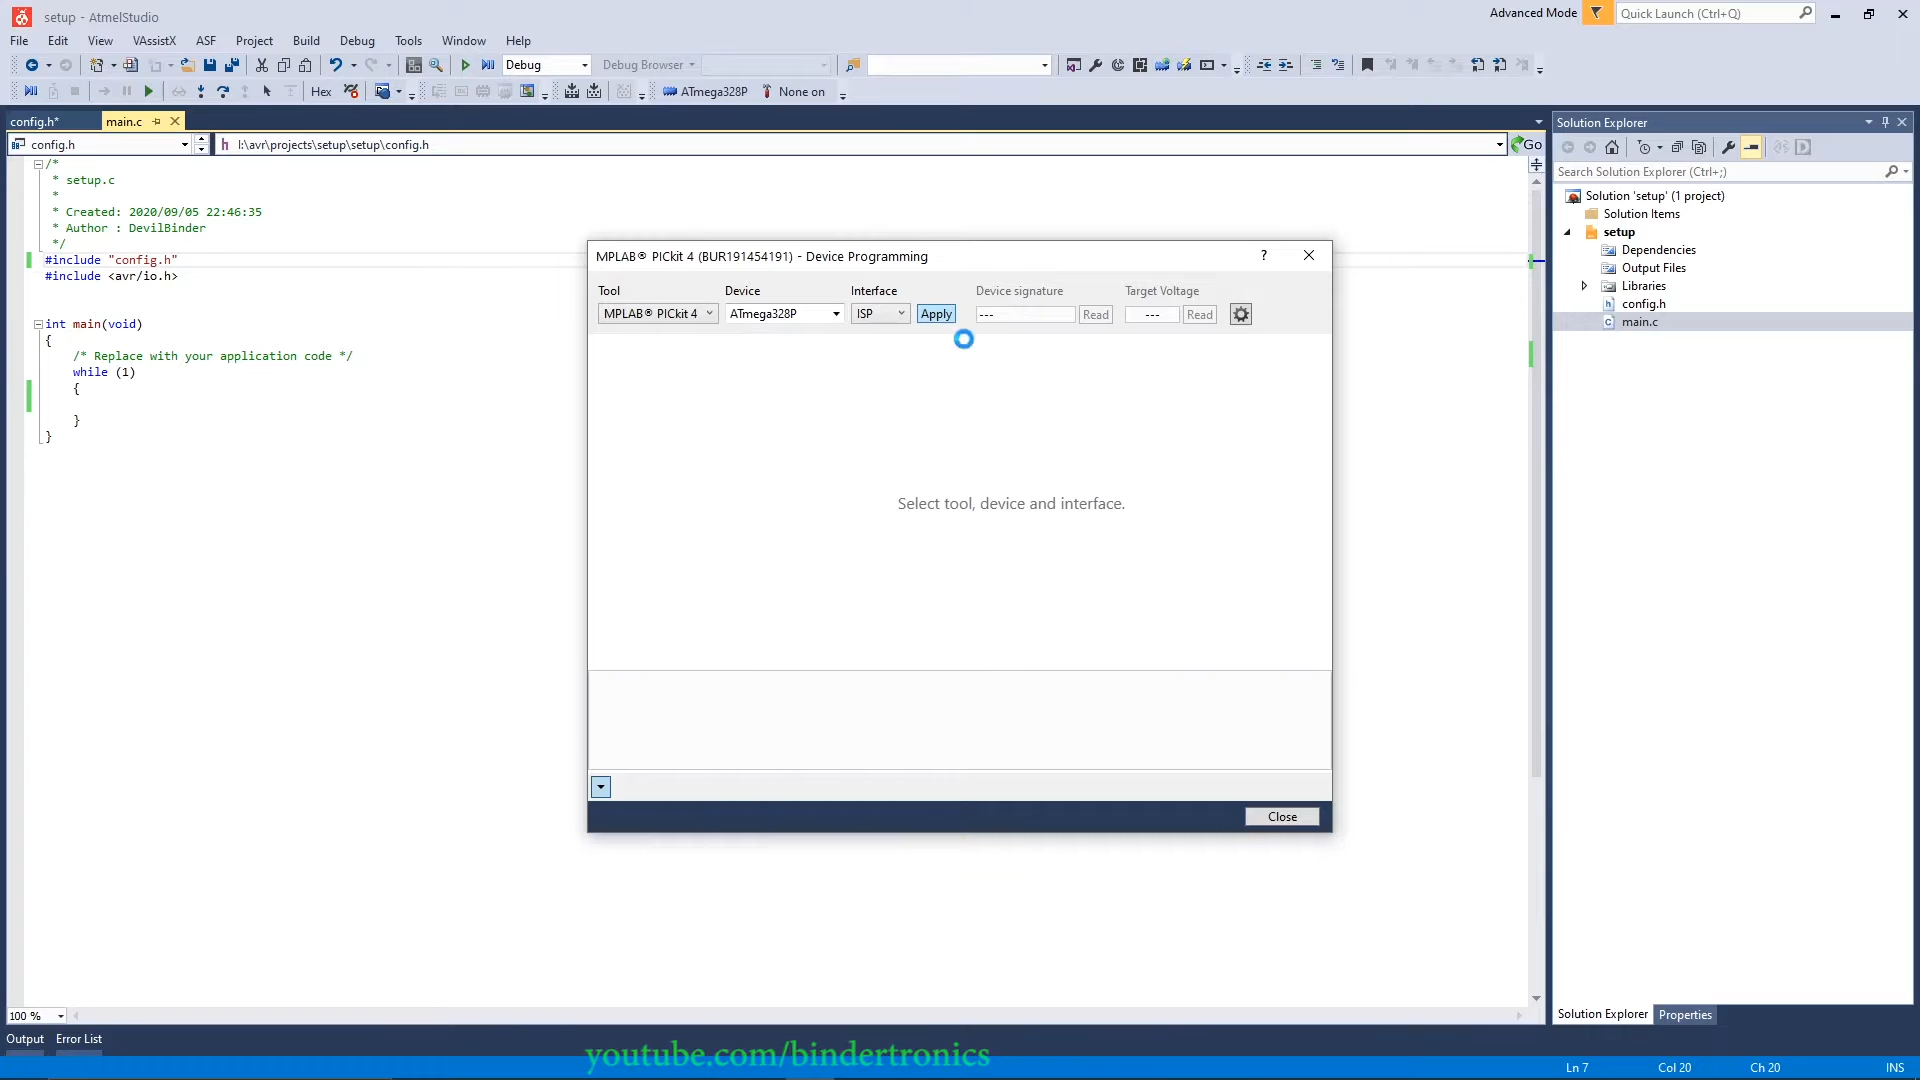 setup - AtmelStudio
Advanced Mode
Quick Launch (Ctrl+Q)
File Edit View VAssistX ASF Project Build Debug Tools Window Help
Debug
Debug Browser
Hex
ATmega328P
None on
config.h*
main.c
config.h
h I:\avr\projects\setup\setup\config.h
Go
/*
* setup.c
*
* Created: 2020/09/05 22:46:35
* Author : DevilBinder
*/
#include "config.h"
#include <avr/io.h>
int main(void)
{
/* Replace with your application code */
while (1)
{
}
}
MPLAB® PICkit 4 (BUR191454191) - Device Programming
?
Tool Device Interface Device signature Target Voltage
MPLAB® PICkit 4 ATmega328P ISP Apply --- Read --- Read
Select tool, device and interface.
Close
Solution Explorer
Search Solution Explorer (Ctrl+;)
Solution 'setup' (1 project)
Solution Items
setup
Dependencies
Output Files
Libraries
h config.h
c main.c
Solution Explorer Properties
100 %
Output Error List
youtube.com/bindertronics
Ln 7 Col 20 Ch 20 INS